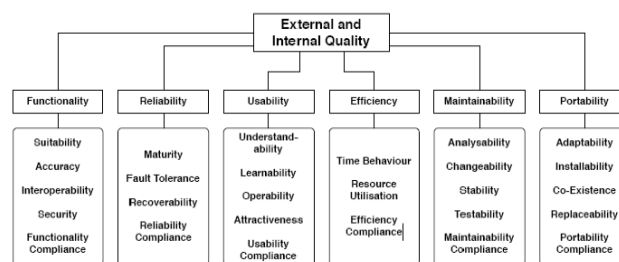 External and
Internal Quality
Functionality
Reliability
Usability
Efficiency
Maintainability
Portability
Suitability
Accuracy
Interoperability
Security
Functionality
Compliance
Maturity
Fault Tolerance
Recoverability
Reliability
Compliance
Understand-
ability
Learnability
Operability
Attractiveness
Usability
Compliance
Time Behaviour
Resource
Utilisation
Efficiency
Compliance
Analysability
Changeability
Stability
Testability
Maintainability
Compliance
Adaptability
Installability
Co-Existence
Replaceability
Portability
Compliance